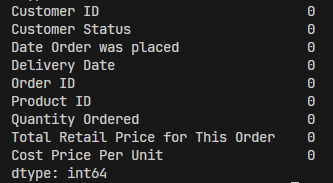 Customer ID 0
Customer Status 0
Date Order was placed 0
Delivery Date 0
Order ID 0
Product ID 0
Quantity Ordered 0
Total Retail Price for This Order 0
Cost Price Per Unit 0
dtype: int64